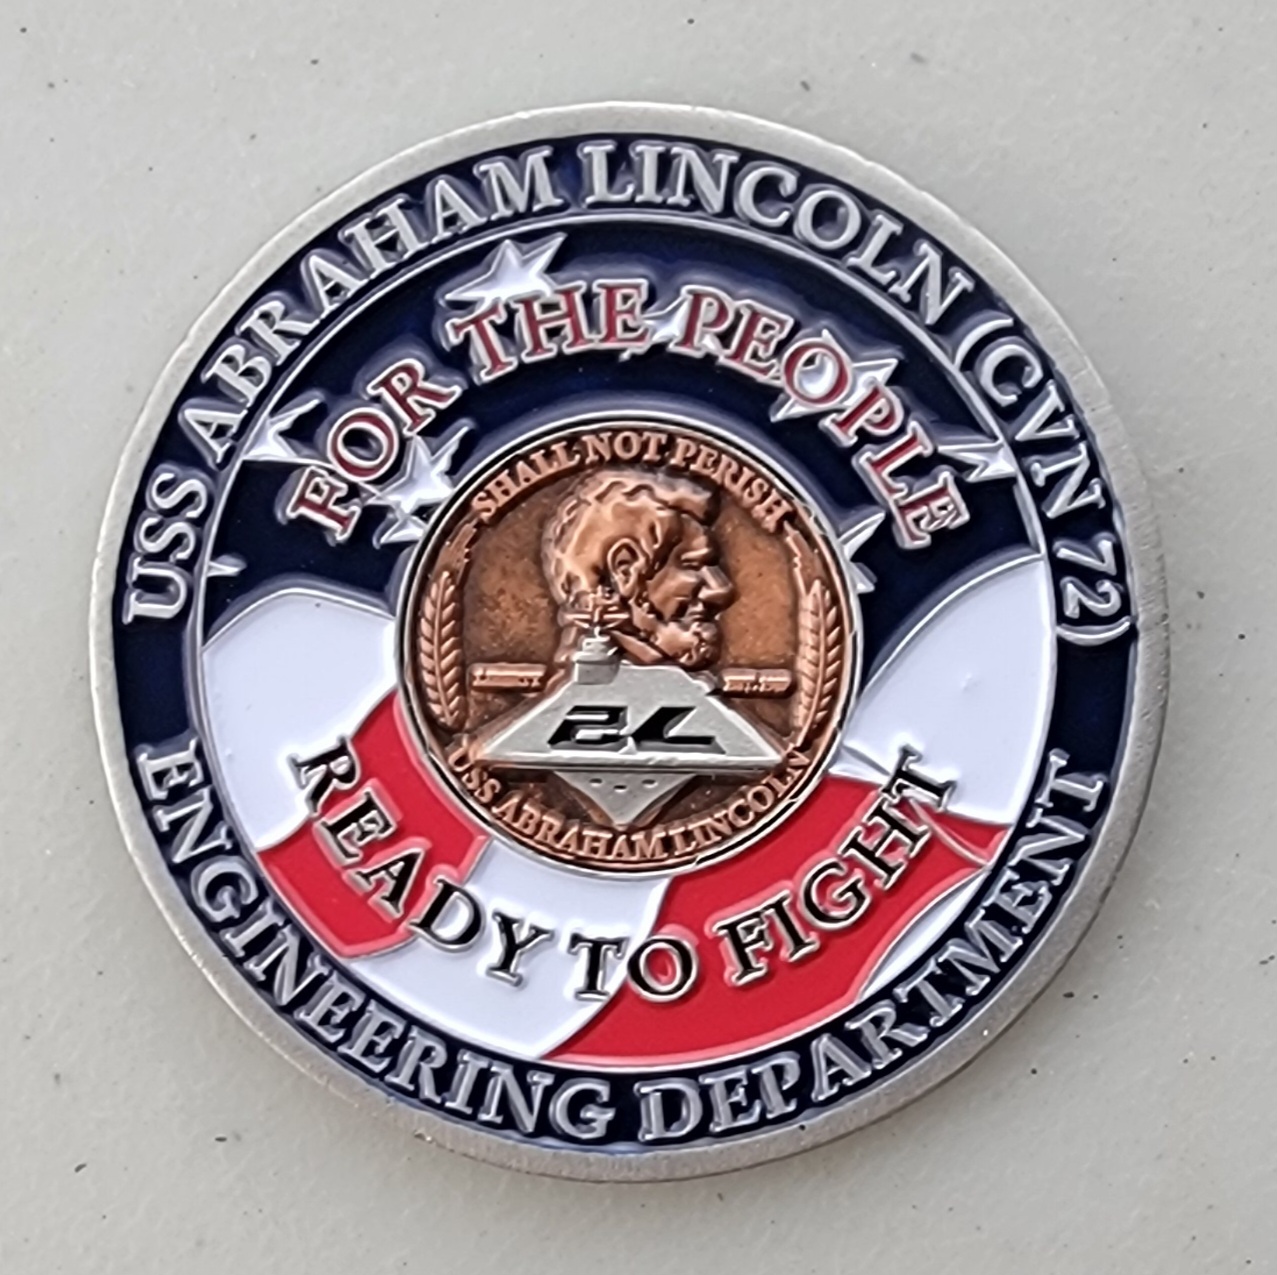 USS ABRAHAM LINCOLN (CVN 72)
FOR THE PEOPLE
SHALL NOT PERISH
LIBERTY
72
USS ABRAHAM LINCOLN
READY TO FIGHT
ENGINEERING DEPARTMENT